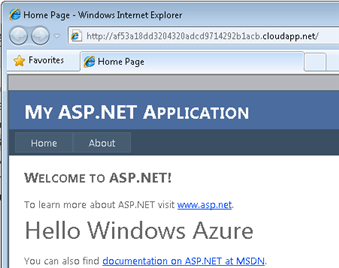 Home Page - Windows Internet Explorer
http://af53a18dd3204320adcd9714292b1acb.cloudapp.net/
Favorites Home Page
MY ASP.NET APPLICATION
Home About
WELCOME TO ASP.NET!
To learn more about ASP.NET visit www.asp.net.
Hello Windows Azure
You can also find documentation on ASP.NET at MSDN.